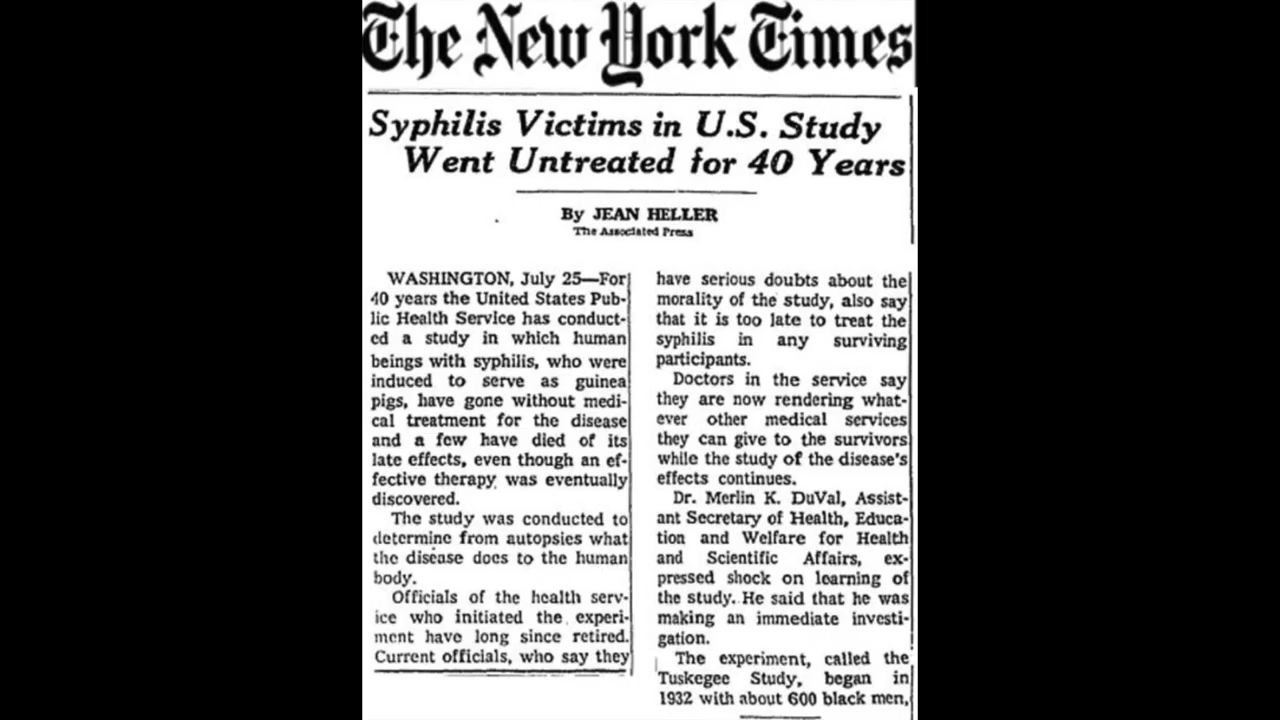 The New York Times
Syphilis Victims in U.S. Study
Went Untreated for 40 Years
By JEAN HELLER
The Associated Press
WASHINGTON, July 25—For
40 years the United States Pub-
lic Health Service has conduct-
ed a study in which human
beings with syphilis, who were
induced to serve as guinea
pigs, have gone without medi-
cal treatment for the disease
and a few have died of its
late effects, even though an ef-
fective therapy was eventually
discovered.
The study was conducted to
determine from autopsies what
the disease does to the human
body.
Officials of the health serv-
ice who initiated the experi-
ment have long since retired.
Current officials, who say they
have serious doubts about the
morality of the study, also say
that it is too late to treat the
syphilis in any surviving
participants.
Doctors in the service say
they are now rendering what-
ever other medical services
they can give to the survivors
while the study of the disease's
effects continues.
Dr. Merlin K. DuVal, Assist-
ant Secretary of Health, Educa-
tion and Welfare for Health
and Scientific Affairs, ex-
pressed shock on learning of
the study. He said that he was
making an immediate investi-
gation.
The experiment, called the
Tuskegee Study, began in
1932 with about 600 black men,